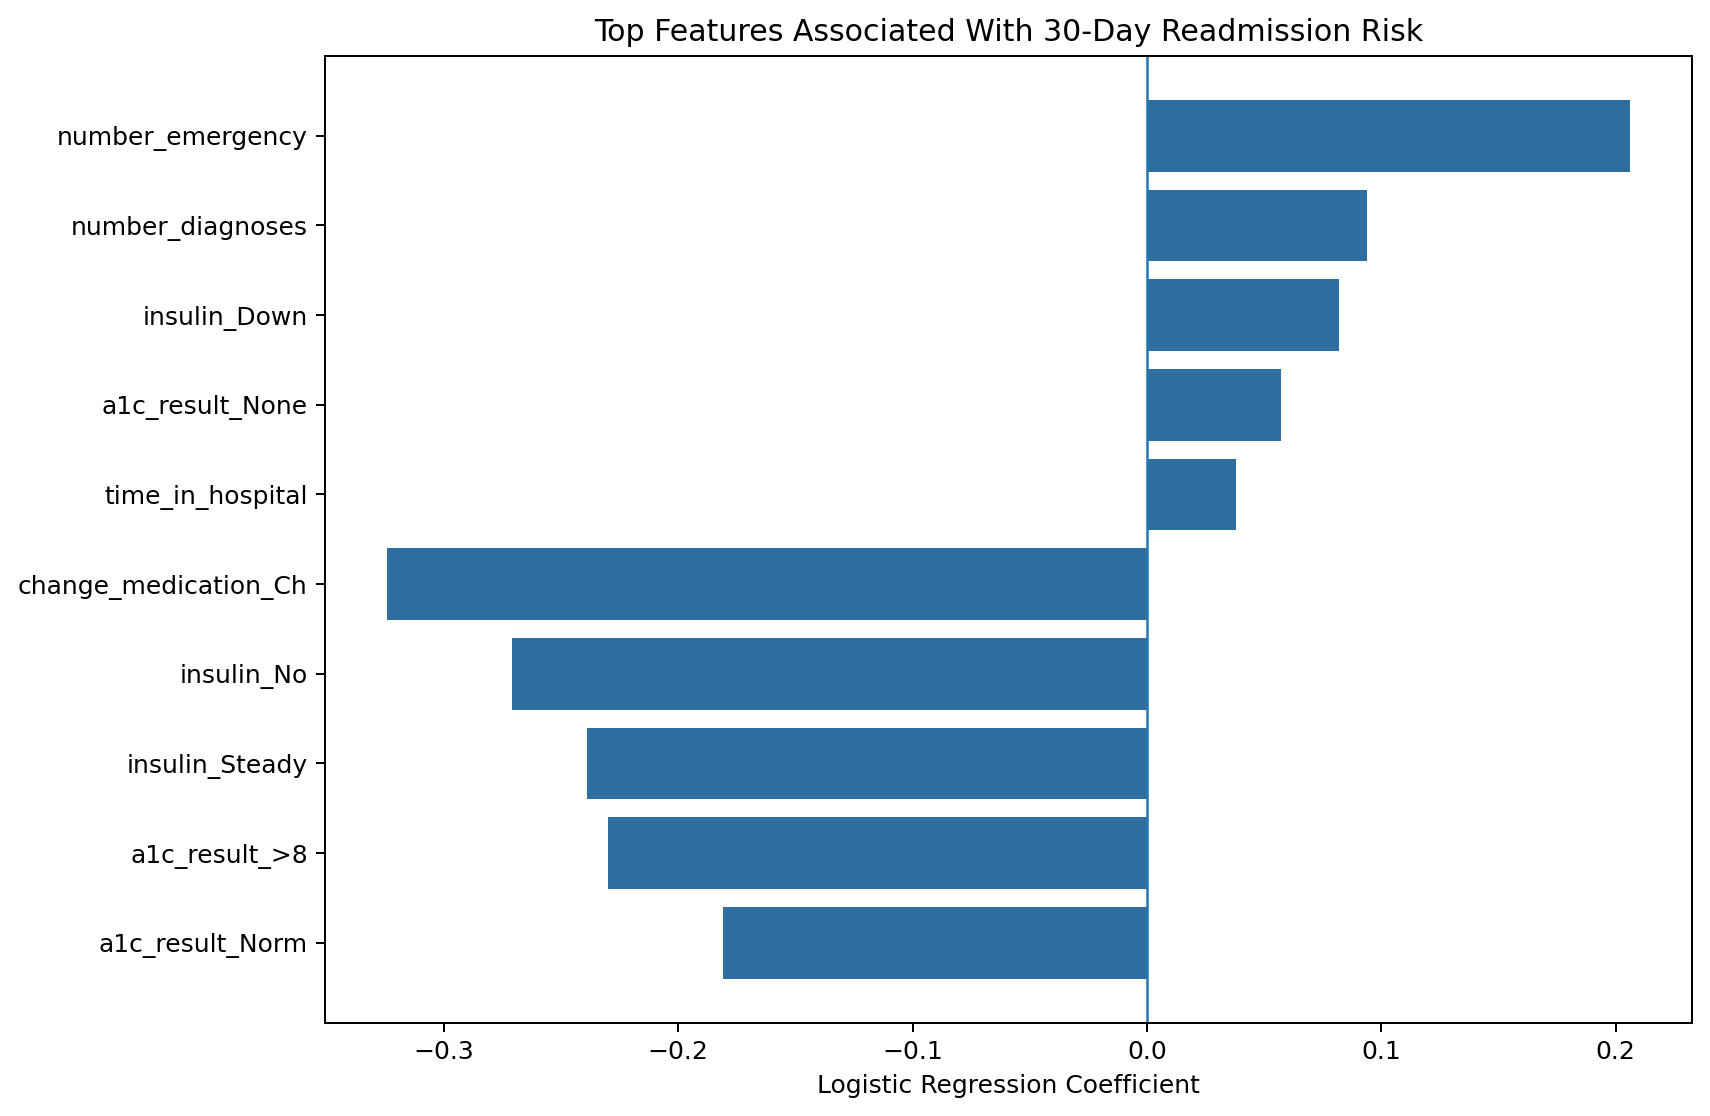 Top Features Associated With 30-Day Readmission Risk
number_emergency
number_diagnoses
insulin_Down
a1c_result_None
time_in_hospital
change_medication_Ch
insulin_No
insulin_Steady
a1c_result_>8
a1c_result_Norm
−0.3 −0.2 −0.1 0.0 0.1 0.2
Logistic Regression Coefficient